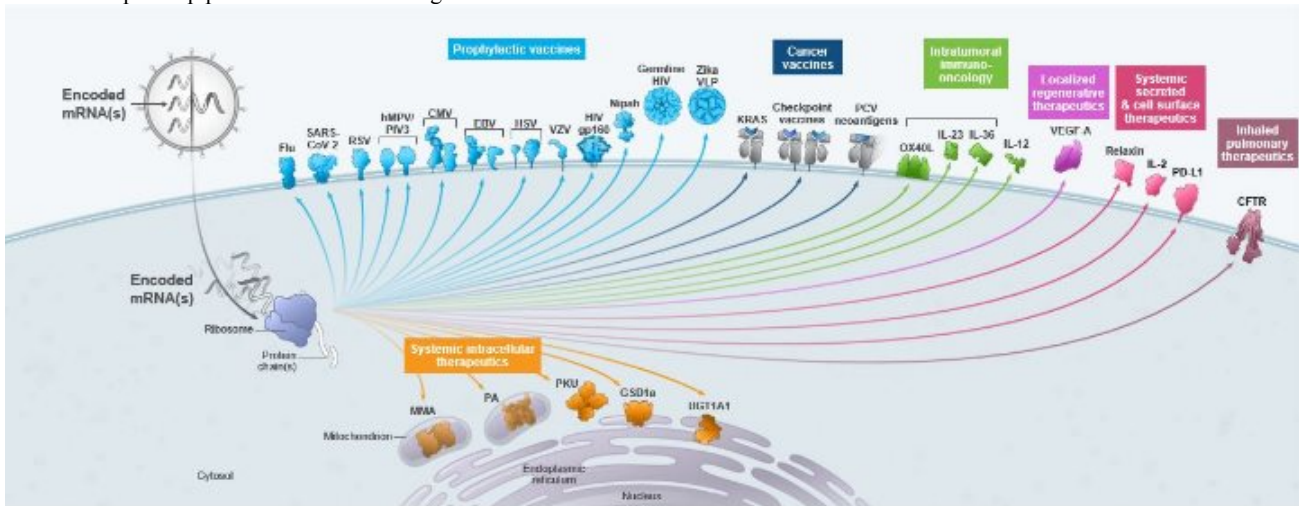 Prophylactic vaccines
Cancer
vaccines
Intratumoral
immuno-
oncology
Localized
regenerative
therapeutics
Systemic
secreted
& cell surface
therapeutics
Inhaled
pulmonary
therapeutics
Encoded
mRNA(s)
Flu
SARS-
CoV 2
RSV
hMPV/
PIV3
CMV
EBV
HSV
VZV
HIV
gp160
Nipah
Germline
HIV
Zika
VLP
KRAS
Checkpoint
vaccines
PCV
neoantigens
OX40L
IL-23
IL-36
IL-12
VEGF-A
Relaxin
IL-2
PD-L1
CFTR
Encoded
mRNA(s)
Ribosome
Protein
chain(s)
Systemic intracellular
therapeutics
MMA
PA
PKU
GSD1a
UGT1A1
Mitochondrion
Cytosol
Endoplasmic
reticulum
Nucleus